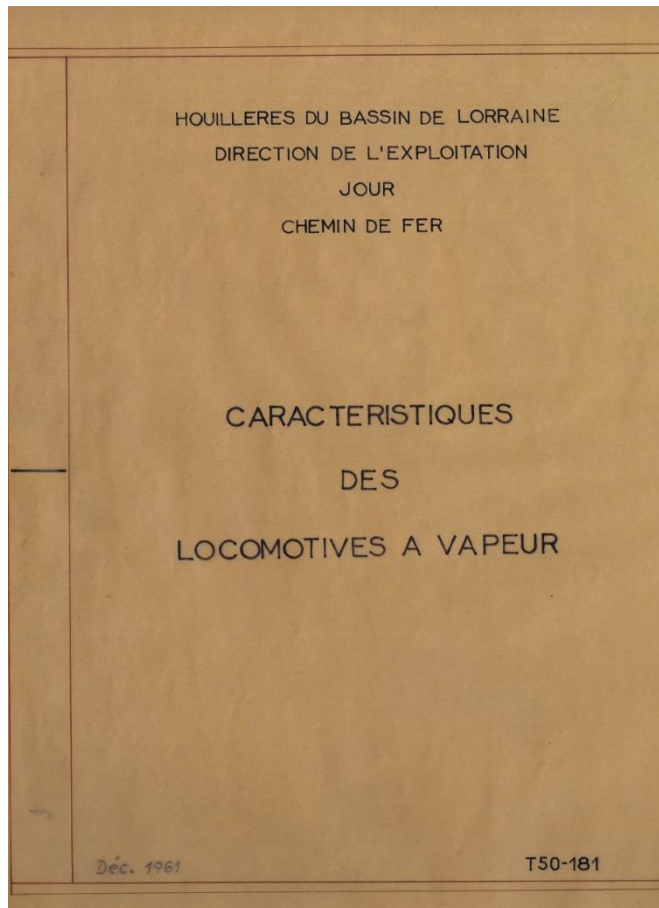 HOUILLERES DU BASSIN DE LORRAINE
DIRECTION DE L'EXPLOITATION
JOUR
CHEMIN DE FER
CARACTERISTIQUES
DES
LOCOMOTIVES A VAPEUR
Déc. 1961
T50-181